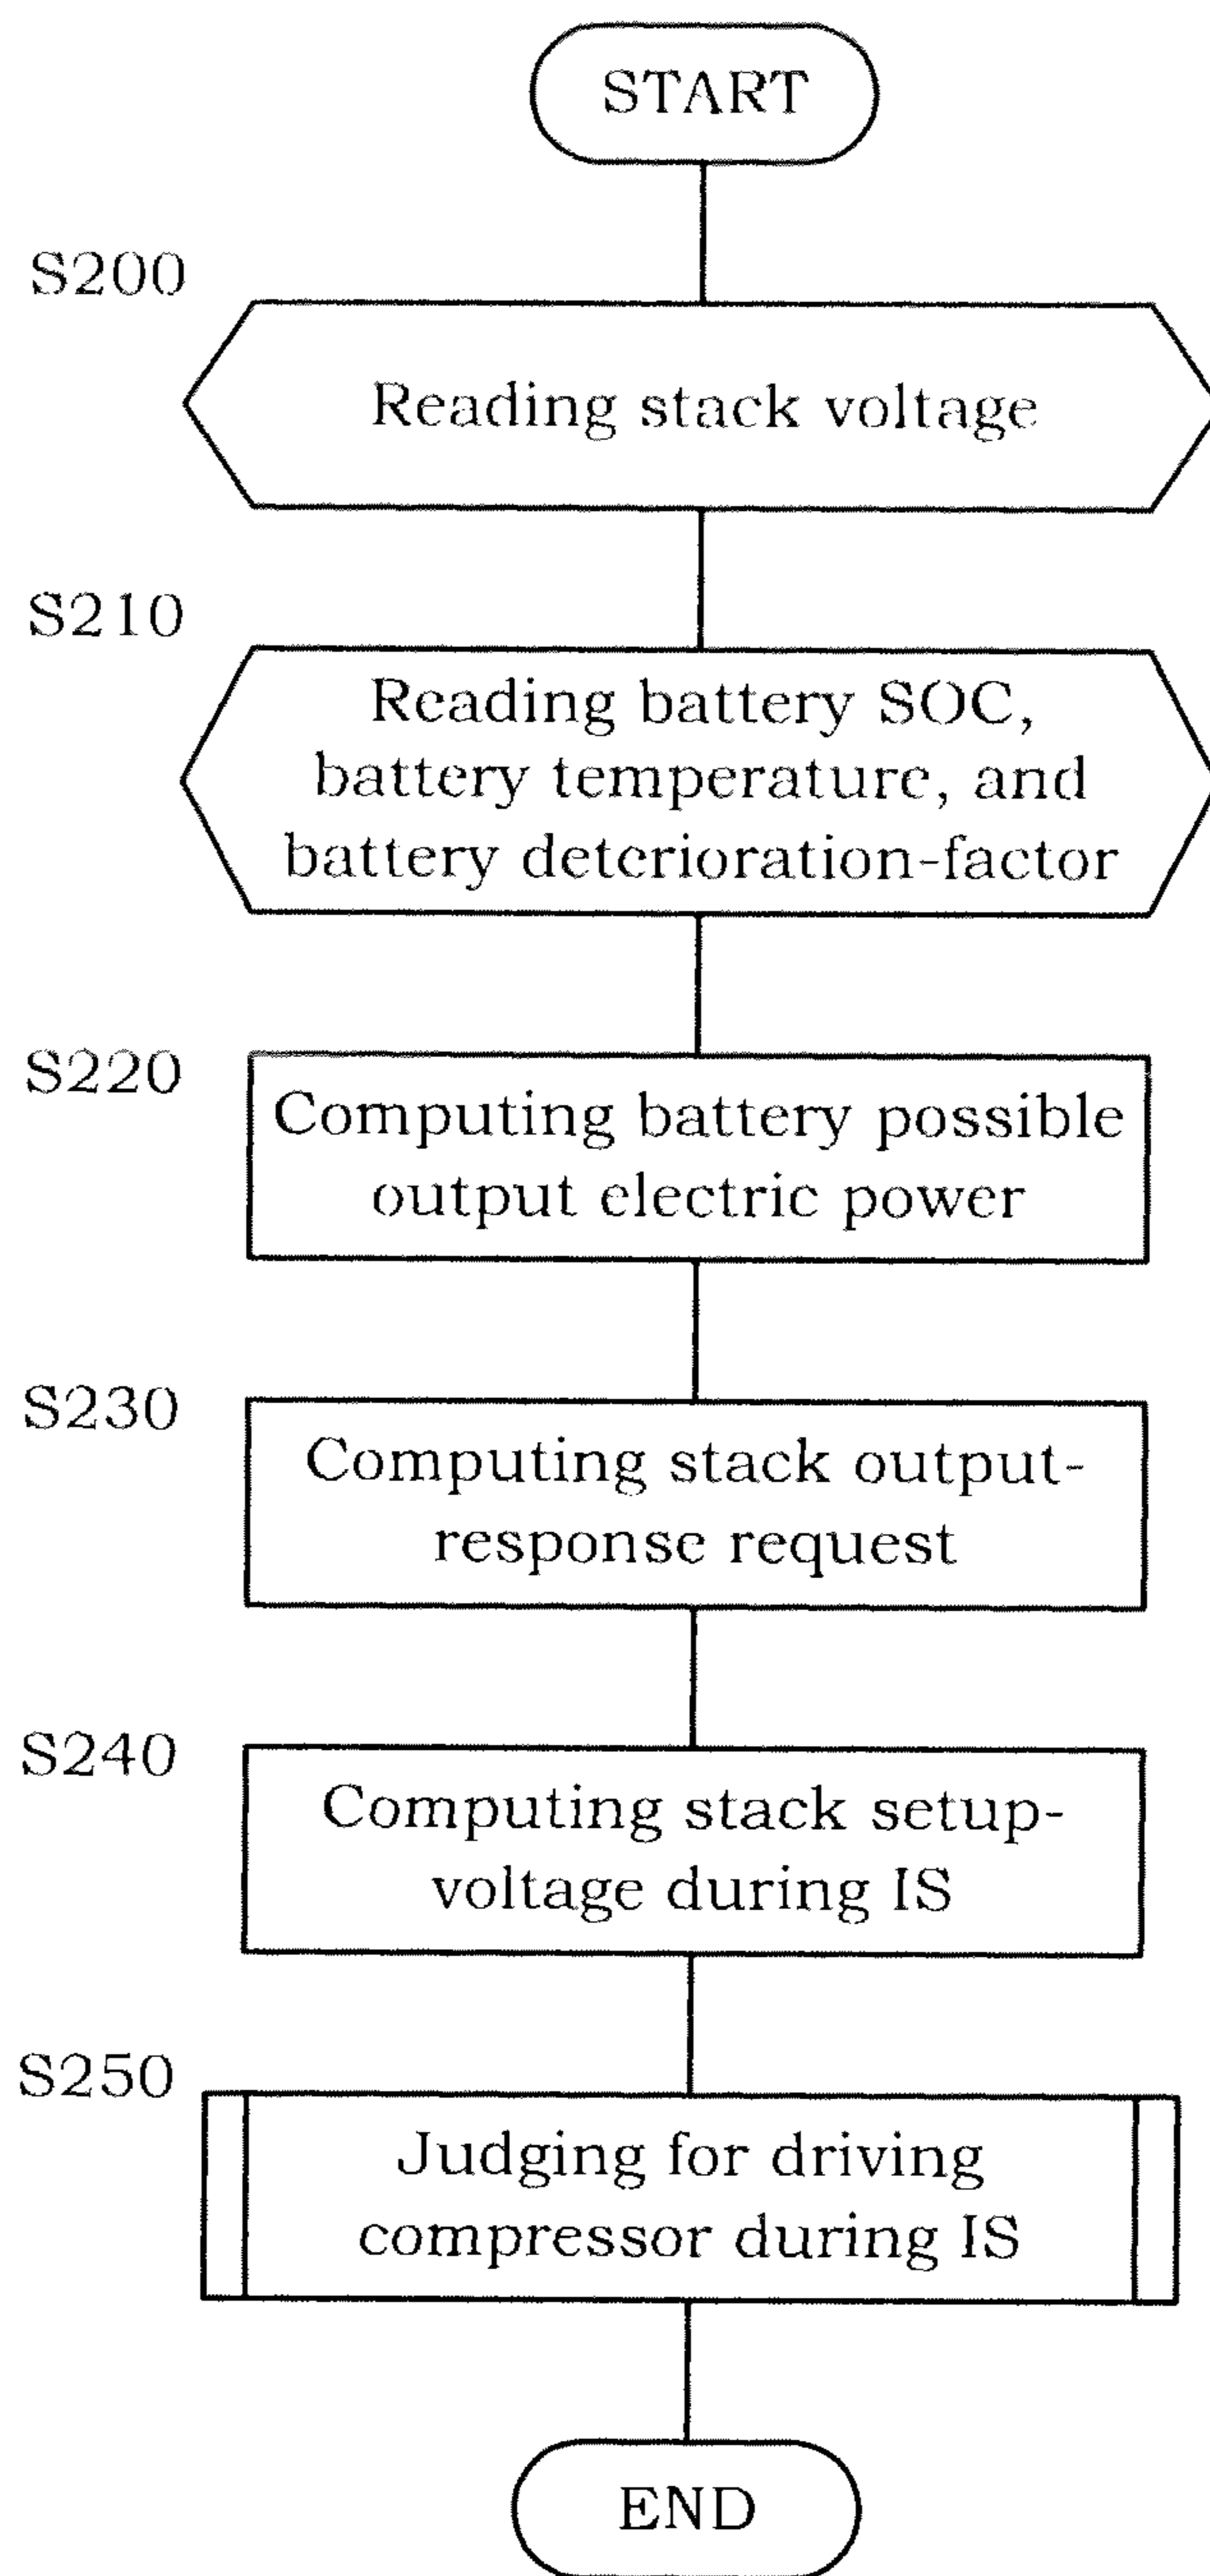 START
S200
Reading stack voltage
S210
Reading battery SOC,
battery temperature, and
battery deterioration-factor
S220
Computing battery possible
output electric power
S230
Computing stack output-
response request
S240
Computing stack setup-
voltage during IS
S250
Judging for driving
compressor during IS
END